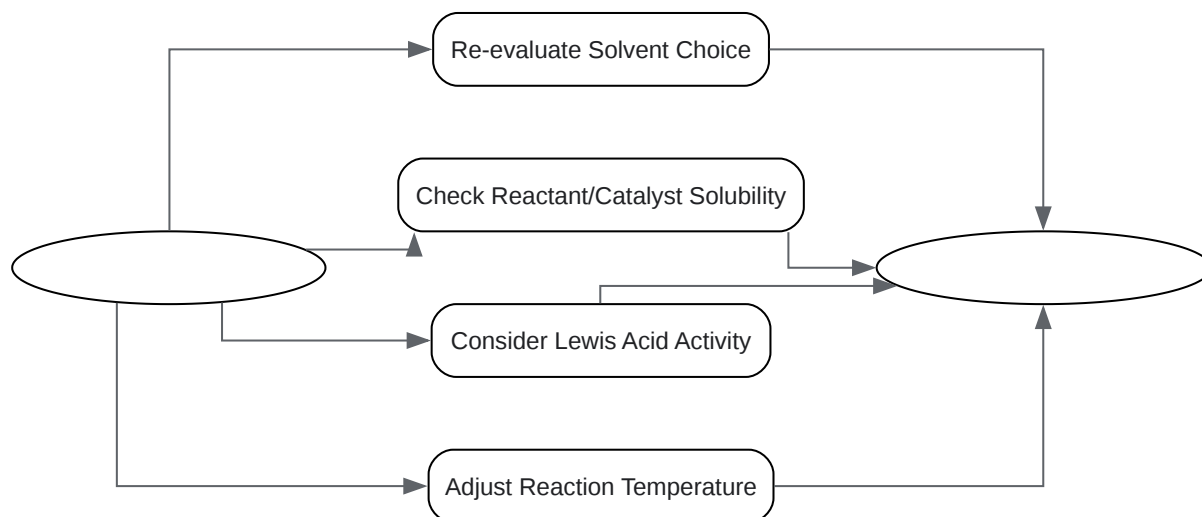 Re-evaluate Solvent Choice
Check Reactant/Catalyst Solubility
Consider Lewis Acid Activity
Adjust Reaction Temperature